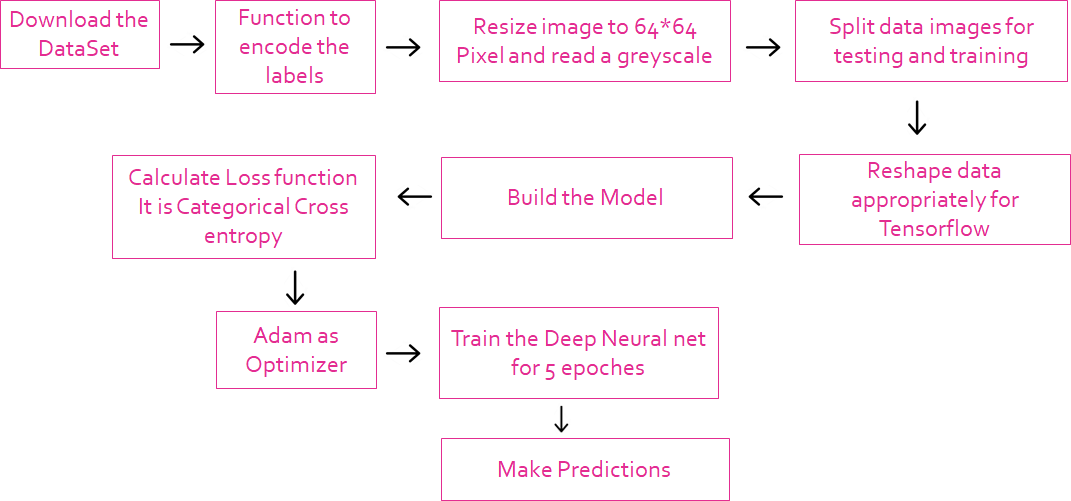 Download the
DataSet
Function to
encode the
labels
Resize image to 64*64
Pixel and read a greyscale
Split data images for
testing and training
Reshape data
appropriately for
Tensorflow
Build the Model
Calculate Loss function
It is Categorical Cross
entropy
Adam as
Optimizer
Train the Deep Neural net
for 5 epoches
Make Predictions